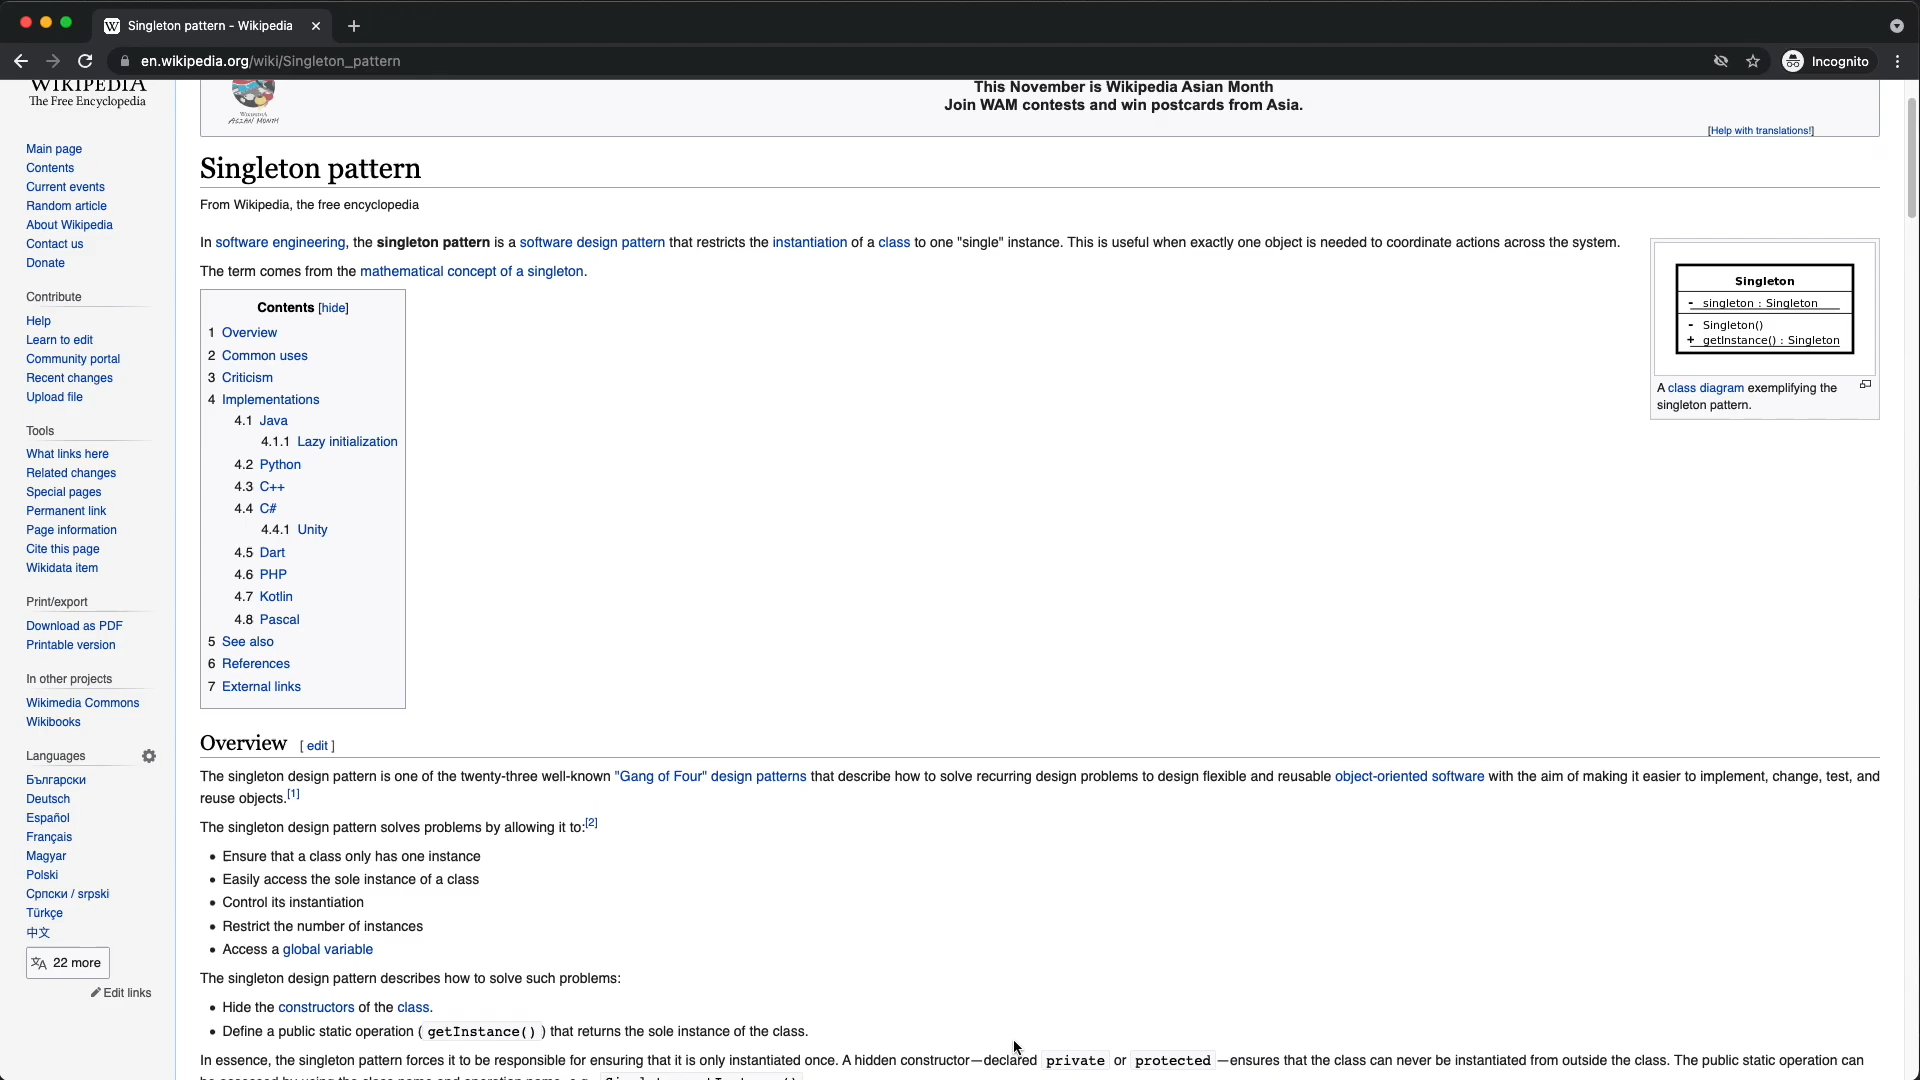 Singleton pattern - Wikipedia
en.wikipedia.org/wiki/Singleton_pattern
Incognito
WIKIPEDIA
The Free Encyclopedia
Main page
Contents
Current events
Random article
About Wikipedia
Contact us
Donate
Contribute
Help
Learn to edit
Community portal
Recent changes
Upload file
Tools
What links here
Related changes
Special pages
Permanent link
Page information
Cite this page
Wikidata item
Print/export
Download as PDF
Printable version
In other projects
Wikimedia Commons
Wikibooks
Languages
Български
Deutsch
Español
Français
Magyar
Polski
Српски / srpski
Türkçe
中文
22 more
Edit links
WIKIPEDIA
ASIAN MONTH
This November is Wikipedia Asian Month
Join WAM contests and win postcards from Asia.
[Help with translations!]
Singleton pattern
From Wikipedia, the free encyclopedia
In software engineering, the singleton pattern is a software design pattern that restricts the instantiation of a class to one "single" instance. This is useful when exactly one object is needed to coordinate actions across the system.
The term comes from the mathematical concept of a singleton.
Singleton
- singleton : Singleton
- Singleton()
+ getInstance() : Singleton
A class diagram exemplifying the
singleton pattern.
Contents [hide]
1 Overview
2 Common uses
3 Criticism
4 Implementations
4.1 Java
4.1.1 Lazy initialization
4.2 Python
4.3 C++
4.4 C#
4.4.1 Unity
4.5 Dart
4.6 PHP
4.7 Kotlin
4.8 Pascal
5 See also
6 References
7 External links
Overview [ edit ]
The singleton design pattern is one of the twenty-three well-known "Gang of Four" design patterns that describe how to solve recurring design problems to design flexible and reusable object-oriented software with the aim of making it easier to implement, change, test, and
reuse objects.[1]
The singleton design pattern solves problems by allowing it to:[2]
• Ensure that a class only has one instance
• Easily access the sole instance of a class
• Control its instantiation
• Restrict the number of instances
• Access a global variable
The singleton design pattern describes how to solve such problems:
• Hide the constructors of the class.
• Define a public static operation ( getInstance() ) that returns the sole instance of the class.
In essence, the singleton pattern forces it to be responsible for ensuring that it is only instantiated once. A hidden constructor—declared private or protected —ensures that the class can never be instantiated from outside the class. The public static operation can